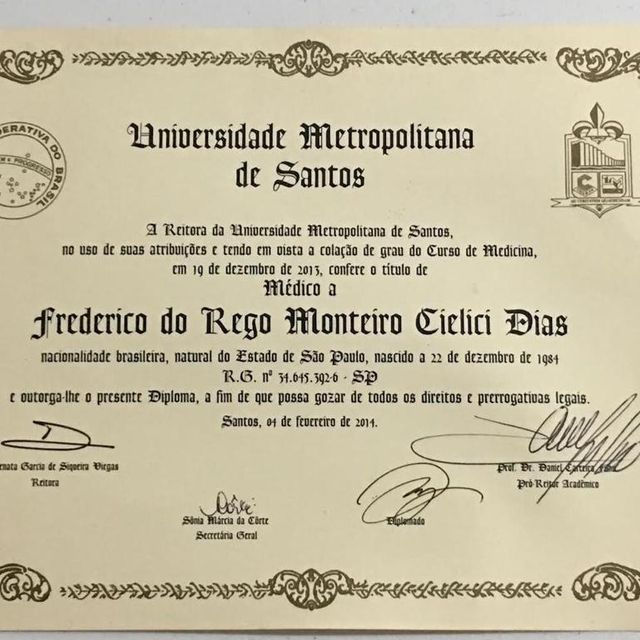 Universidade Metropolitana
de Santos
ERATIVA DO BRASIL
A Reitora da Universidade Metropolitana de Santos,
no uso de suas atribuições e tendo em vista a colação de grau do Curso de Medicina,
em 19 de dezembro de 2013, confere o título de
Médico a
Frederico do Rego Monteiro Cielici Dias
nacionalidade brasileira, natural do Estado de São Paulo, nascido a 22 de dezembro de 1984
R.G. nº 34.645.392-6 - SP
e outorga-lhe o presente Diploma, a fim de que possa gozar de todos os direitos e prerrogativas legais.
Santos, 04 de fevereiro de 2014.
enata Garcia de Siqueira Viegas
Reitora
Prof. Dr. Daniel
Pró-Reitor Acadêmico
Sônia Márcia da Côrte
Secretária Geral
Diplomado